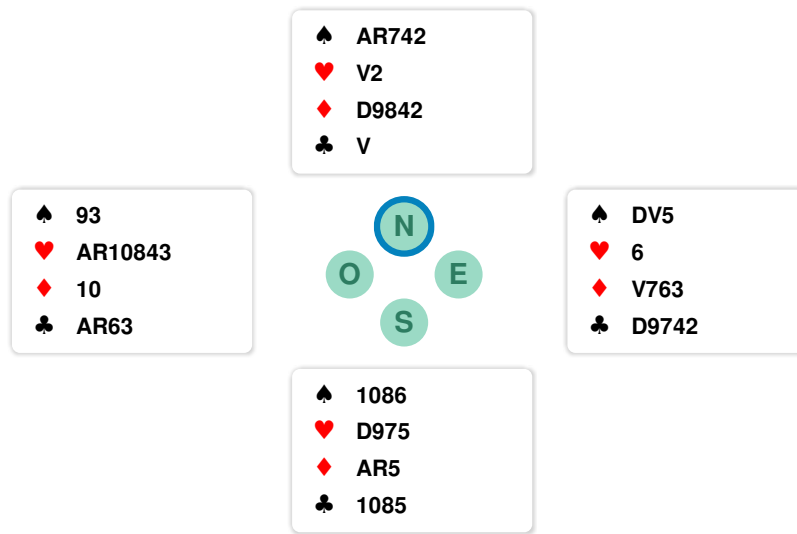 ♠ AR742
♥ V2
♦ D9842
♣ V
♠ 93
♥ AR10843
♦ 10
♣ AR63
N
O E
S
♠ DV5
♥ 6
♦ V763
♣ D9742
♠ 1086
♥ D975
♦ AR5
♣ 1085